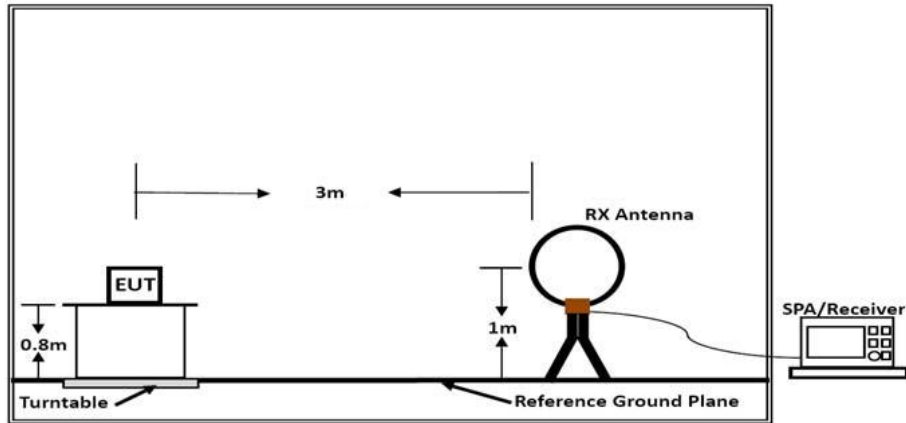 3m
RX Antenna
EUT
SPA/Receiver
1m
0.8m
Turntable
Reference Ground Plane